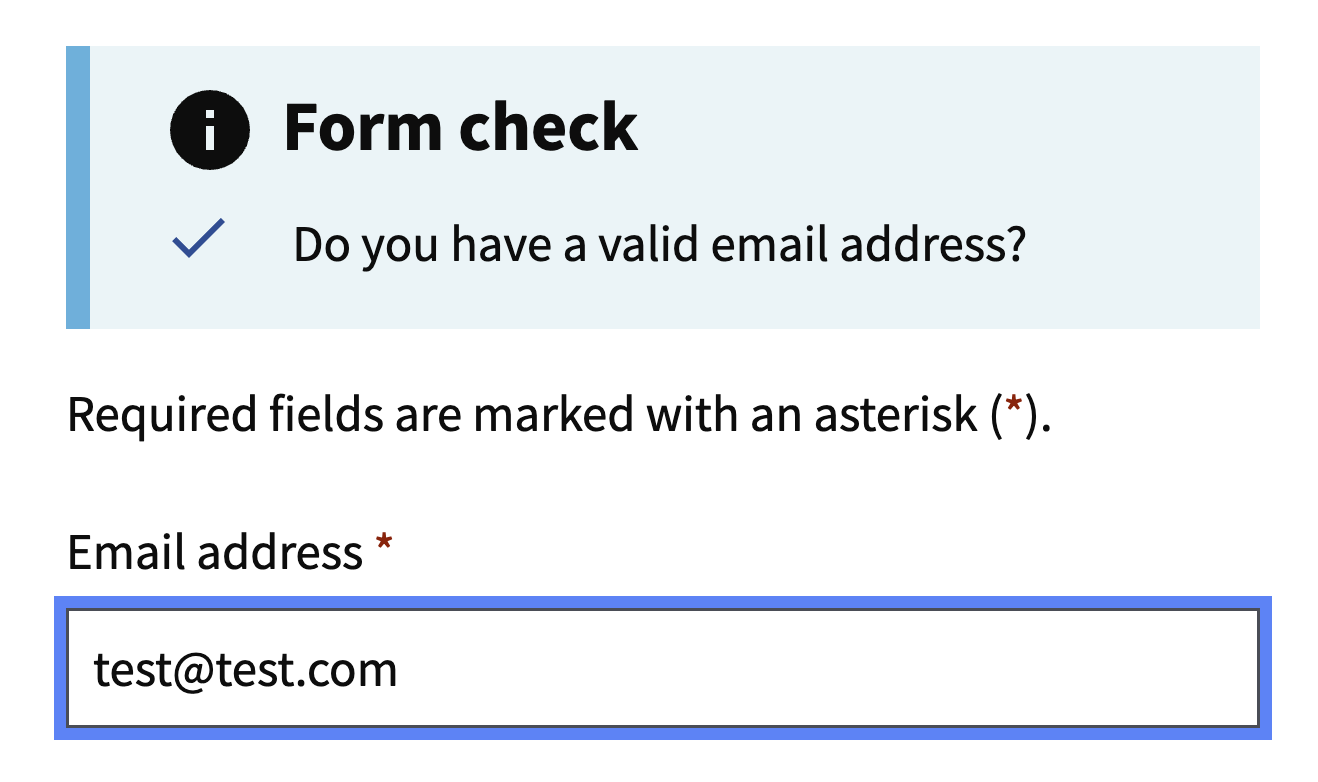 Form check
Do you have a valid email address?
Required fields are marked with an asterisk (*).
Email address *
test@test.com